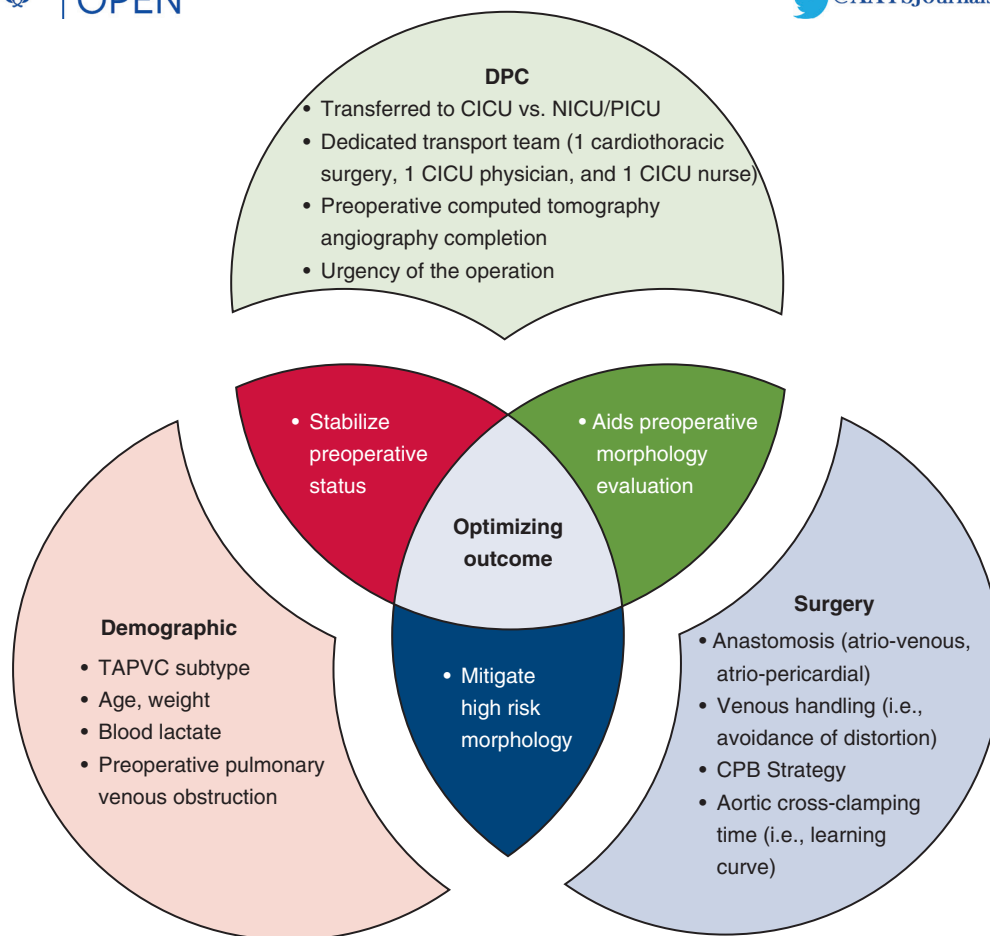 OPEN
DPC
• Transferred to CICU vs. NICU/PICU
• Dedicated transport team (1 cardiothoracic
surgery, 1 CICU physician, and 1 CICU nurse)
• Preoperative computed tomography
angiography completion
• Urgency of the operation
• Stabilize
preoperative
status
• Aids preoperative
morphology
evaluation
Optimizing
outcome
Demographic
• TAPVC subtype
• Age, weight
• Blood lactate
• Preoperative pulmonary
venous obstruction
• Mitigate
high risk
morphology
Surgery
• Anastomosis (atrio-venous,
atrio-pericardial)
• Venous handling (i.e.,
avoidance of distortion)
• CPB Strategy
• Aortic cross-clamping
time (i.e., learning
curve)